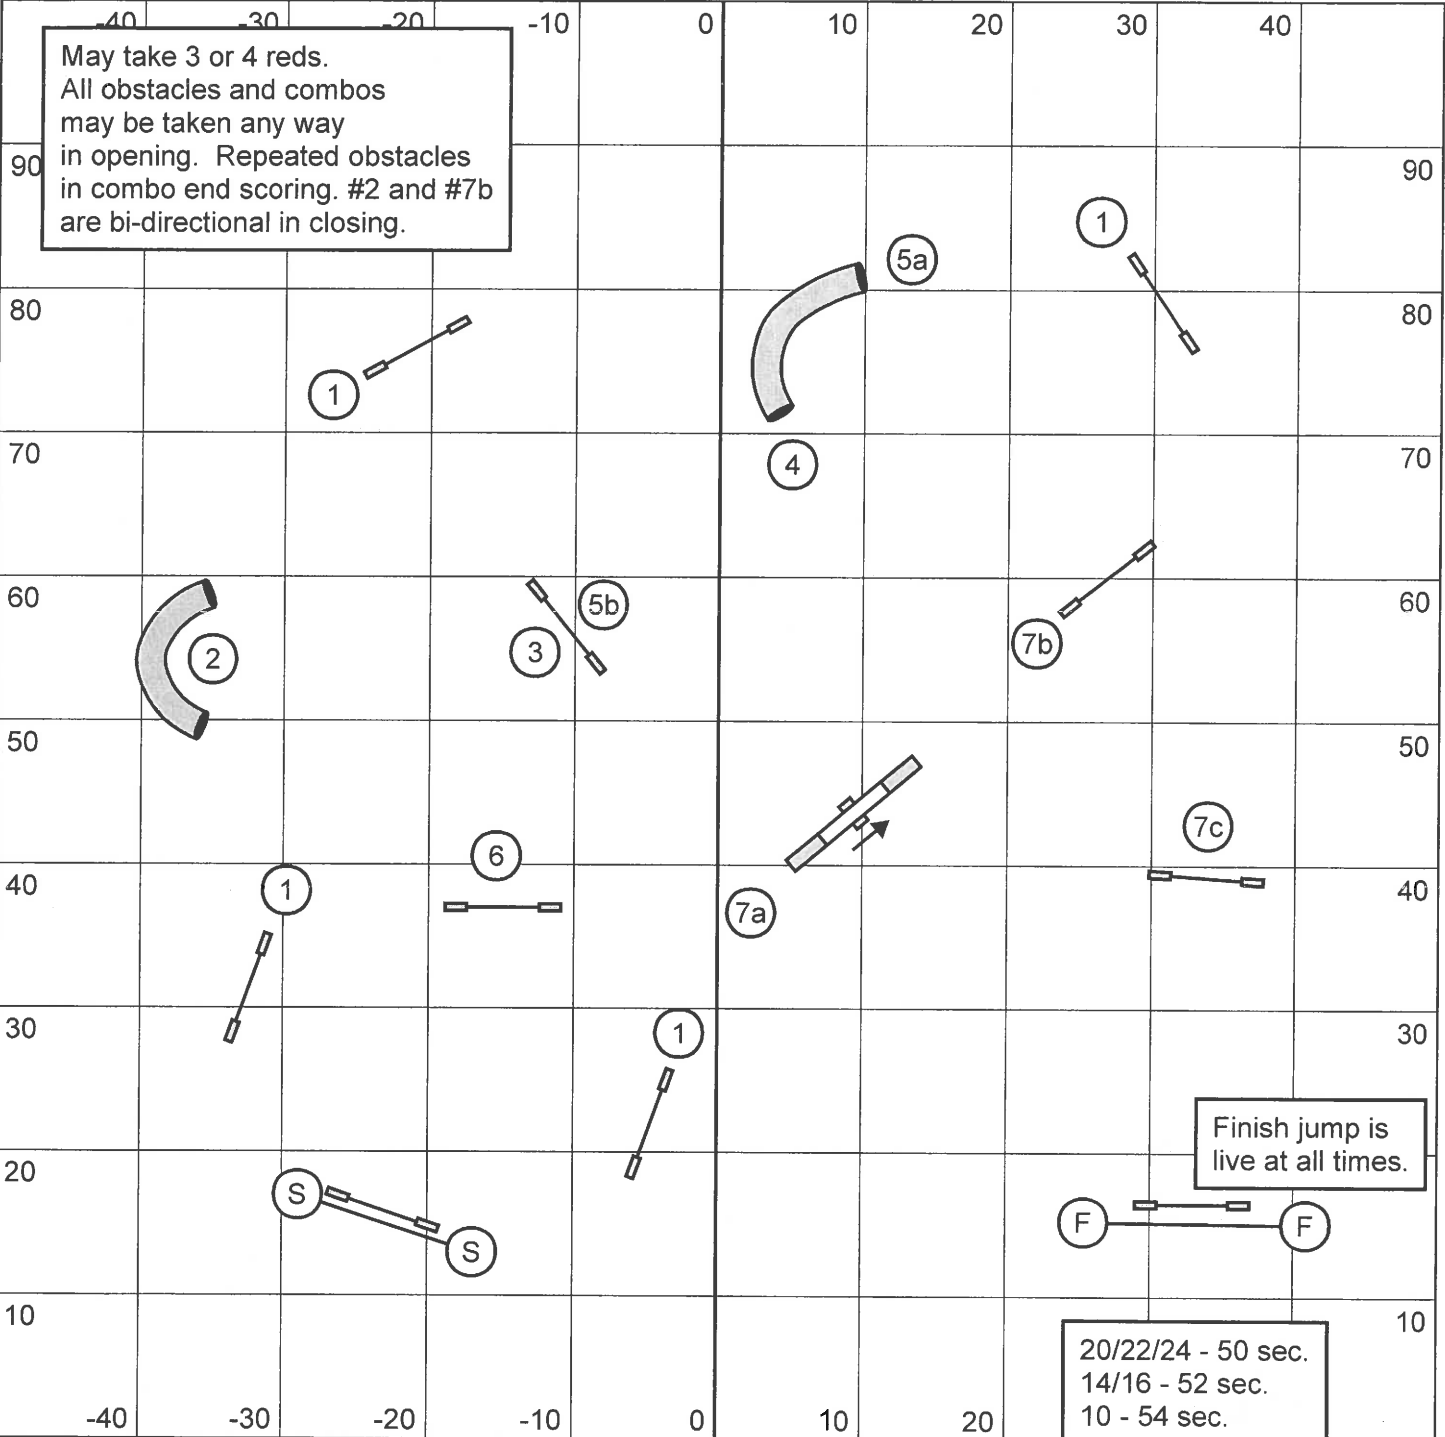 -40 -30 -20 -10 0 10 20 30 40
May take 3 or 4 reds.
All obstacles and combos
may be taken any way
in opening. Repeated obstacles
in combo end scoring. #2 and #7b
are bi-directional in closing.
90 90
1
5a
80 80
1
70 70
4
60 60
5b
3
2
7b
50 50
7c
6
40 40
1
7a
30 30
1
Finish jump is
live at all times.
20
S
F F
S
10 10
20/22/24 - 50 sec.
14/16 - 52 sec.
10 - 54 sec.
-40 -30 -20 -10 0 10 20